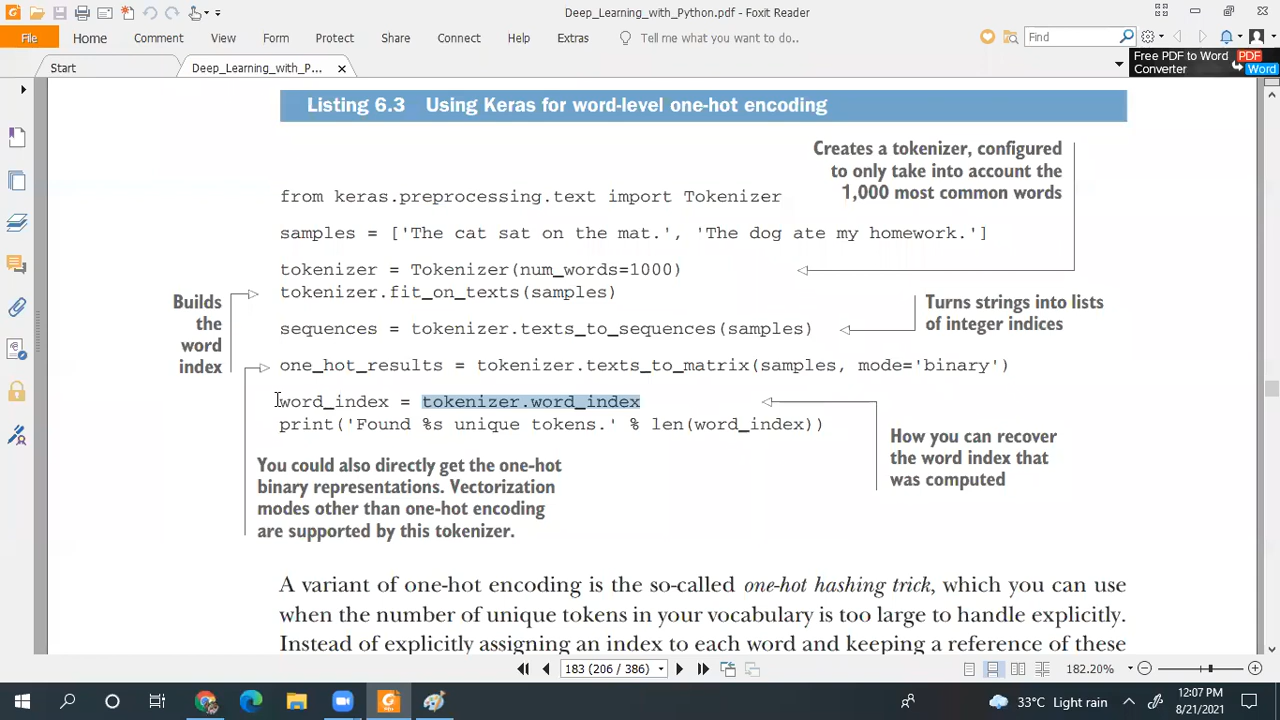 Deep_Learning_with_Python.pdf - Foxit Reader
File Home Comment View Form Protect Share Connect Help Extras Tell me what you want to do.. Find
Start Deep_Learning_with_P...
Free PDF to Word Converter PDF Word
Listing 6.3 Using Keras for word-level one-hot encoding
Creates a tokenizer, configured
to only take into account the
1,000 most common words
from keras.preprocessing.text import Tokenizer
samples = ['The cat sat on the mat.', 'The dog ate my homework.']
tokenizer = Tokenizer(num_words=1000)
tokenizer.fit_on_texts(samples)
Builds
the
word
index
Turns strings into lists
of integer indices
sequences = tokenizer.texts_to_sequences(samples)
one_hot_results = tokenizer.texts_to_matrix(samples, mode='binary')
word_index = tokenizer.word_index
print('Found %s unique tokens.' % len(word_index))
How you can recover
the word index that
was computed
You could also directly get the one-hot
binary representations. Vectorization
modes other than one-hot encoding
are supported by this tokenizer.
A variant of one-hot encoding is the so-called one-hot hashing trick, which you can use
when the number of unique tokens in your vocabulary is too large to handle explicitly.
Instead of explicitly assigning an index to each word and keeping a reference of these
183 (206 / 386) 182.20%
33°C Light rain
12:07 PM
8/21/2021